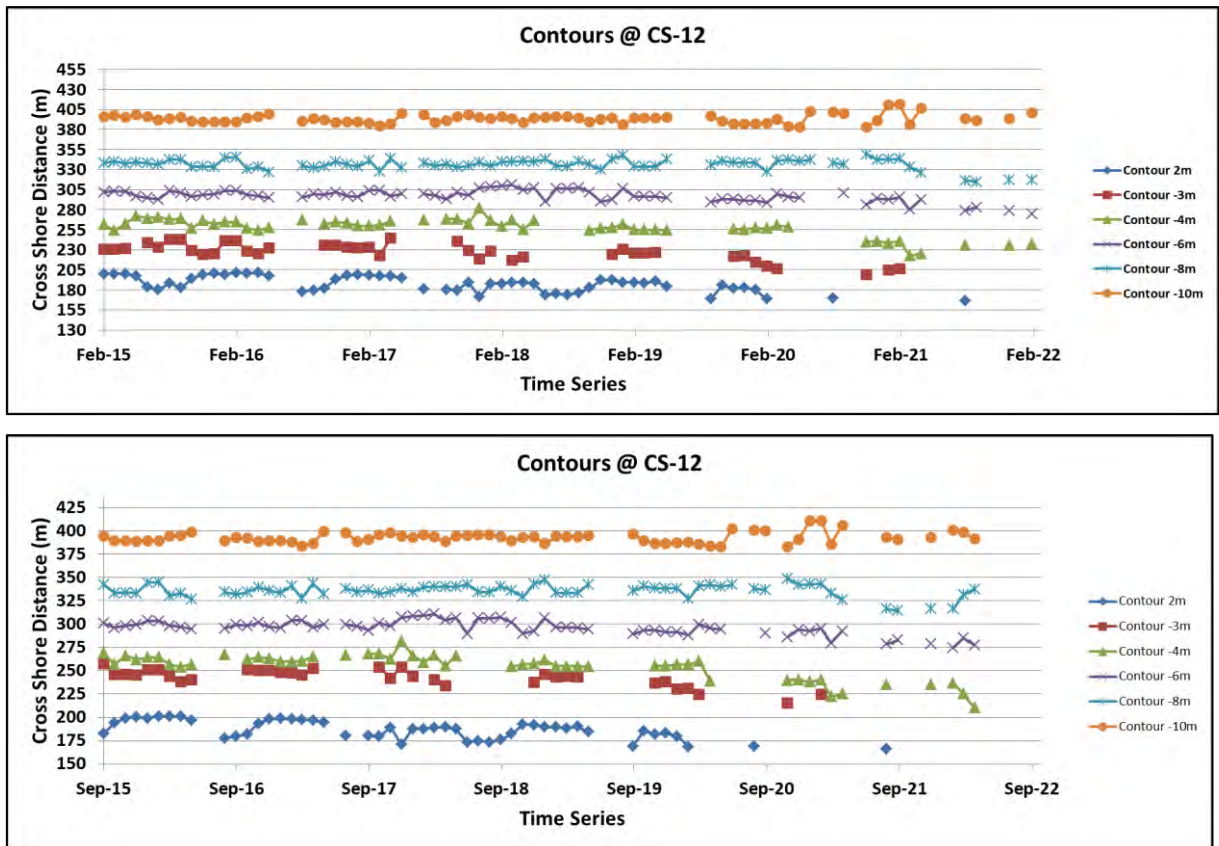 Contours @ CS-12
Cross Shore Distance (m)
455
430
405
380
355
330
305
280
255
230
205
180
155
130
Feb-15 Feb-16 Feb-17 Feb-18 Feb-19 Feb-20 Feb-21 Feb-22
Time Series
Contour 2m
Contour -3m
Contour -4m
Contour -6m
Contour -8m
Contour -10m
Contours @ CS-12
Cross Shore Distance (m)
425
400
375
350
325
300
275
250
225
200
175
150
Sep-15 Sep-16 Sep-17 Sep-18 Sep-19 Sep-20 Sep-21 Sep-22
Time Series
Contour 2m
Contour -3m
Contour -4m
Contour -6m
Contour -8m
Contour -10m